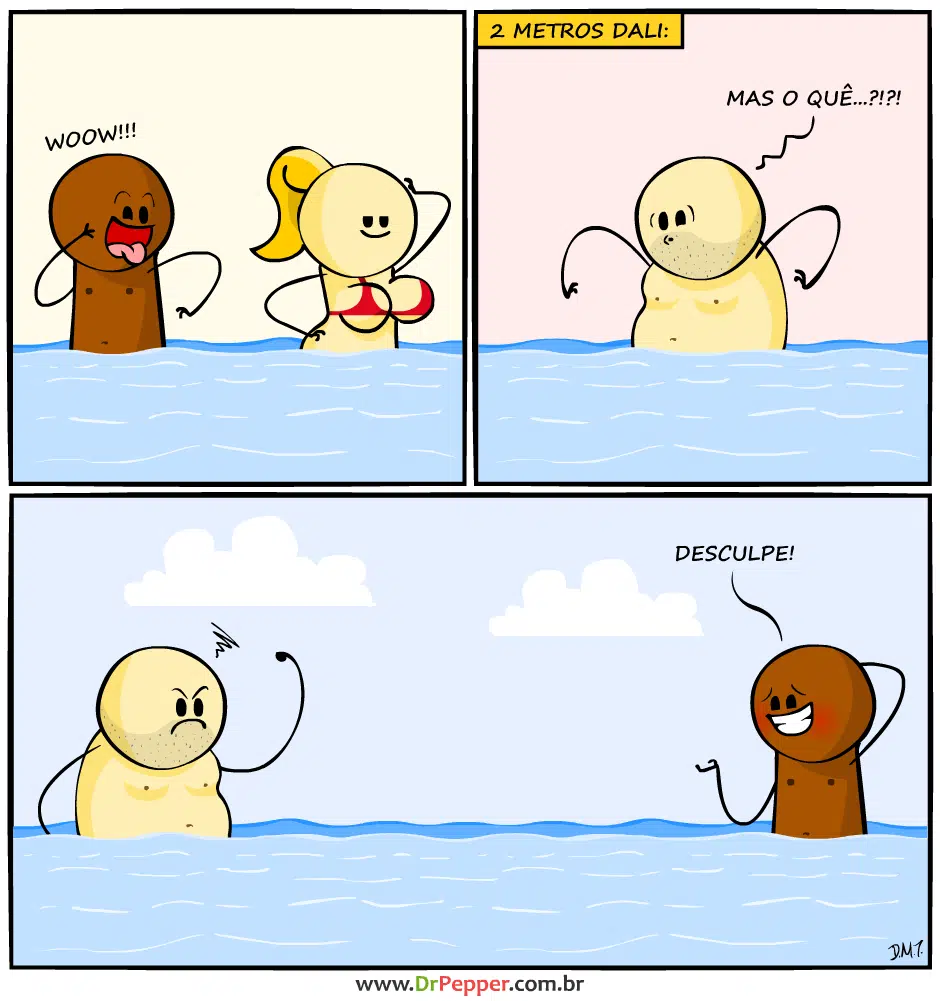 WOOW!!!
2 METROS DALI:
MAS O QUÊ...?!?!
DESCULPE!
D.M.T.
www.DrPepper.com.br